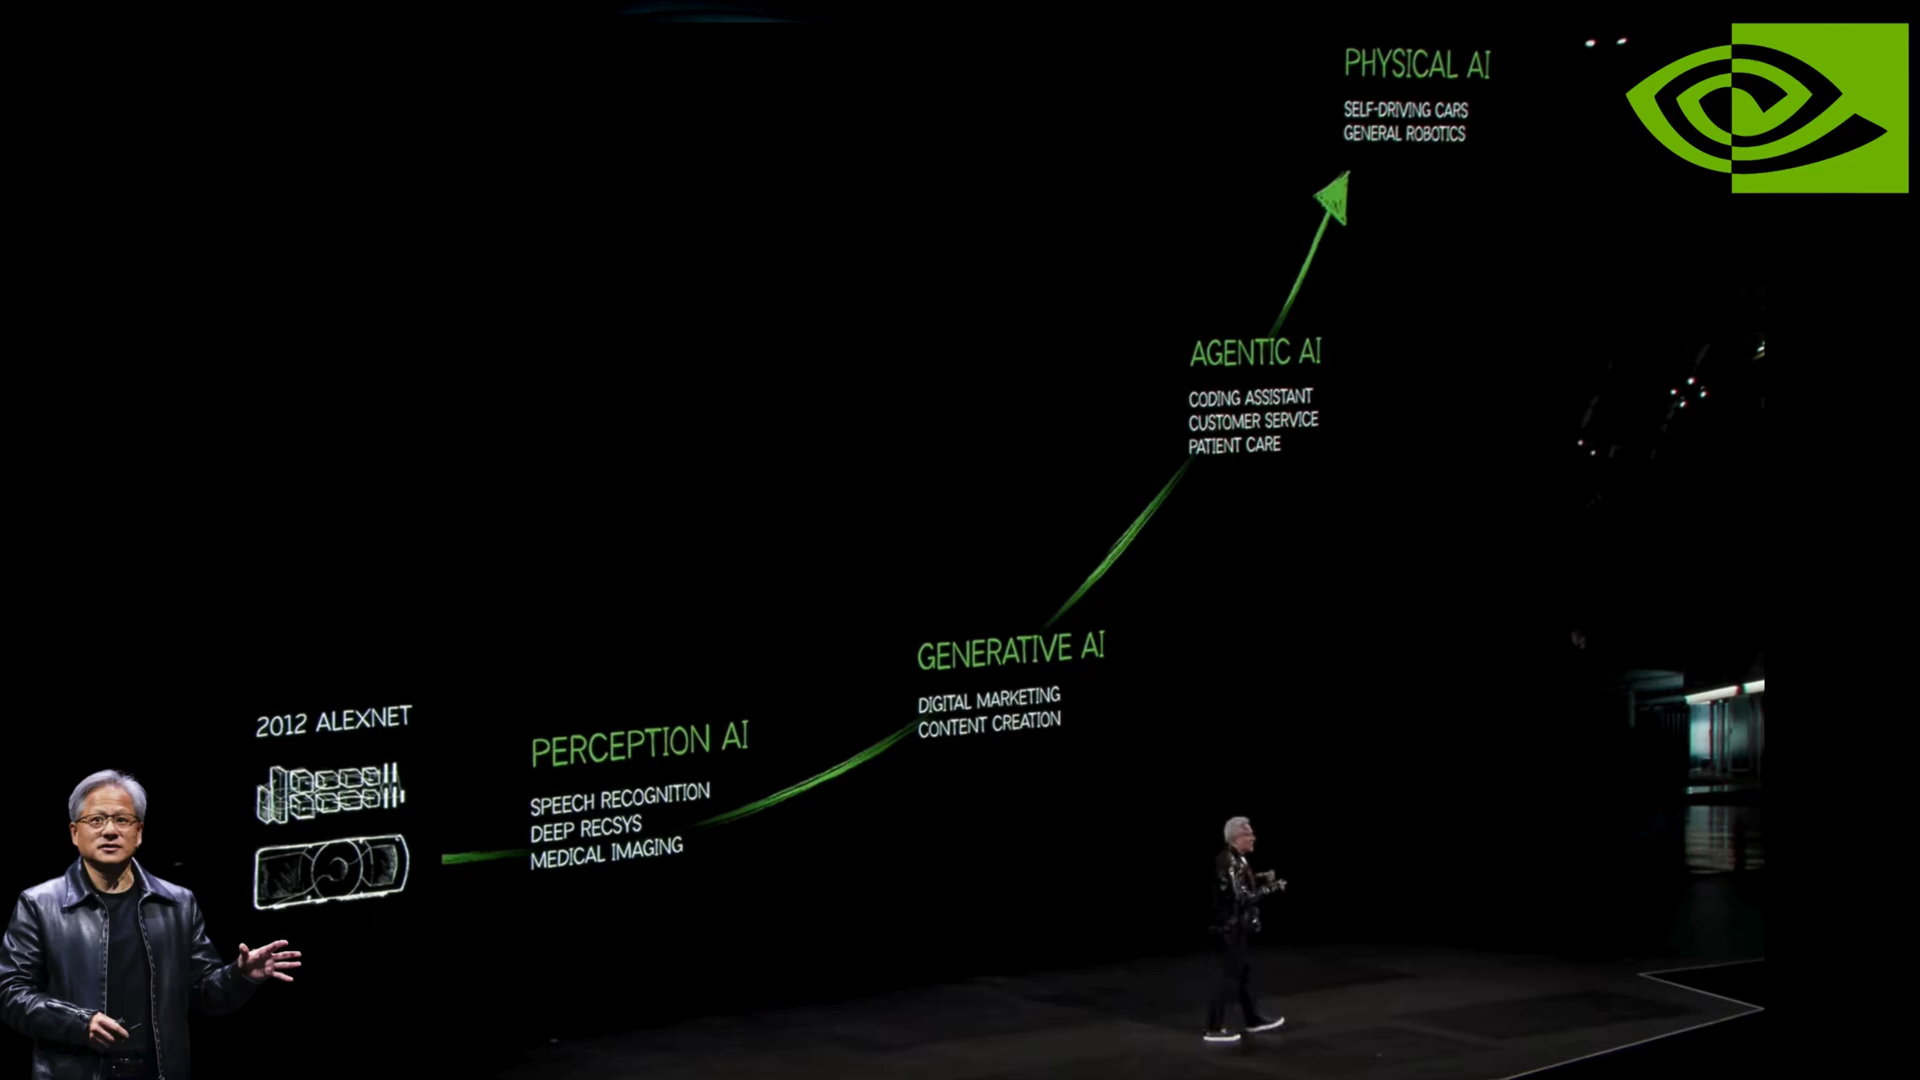 PHYSICAL AI
SELF-DRIVING CARS
GENERAL ROBOTICS
AGENTIC AI
CODING ASSISTANT
CUSTOMER SERVICE
PATIENT CARE
GENERATIVE AI
DIGITAL MARKETING
CONTENT CREATION
2012 ALEXNET
PERCEPTION AI
SPEECH RECOGNITION
DEEP RECSYS
MEDICAL IMAGING